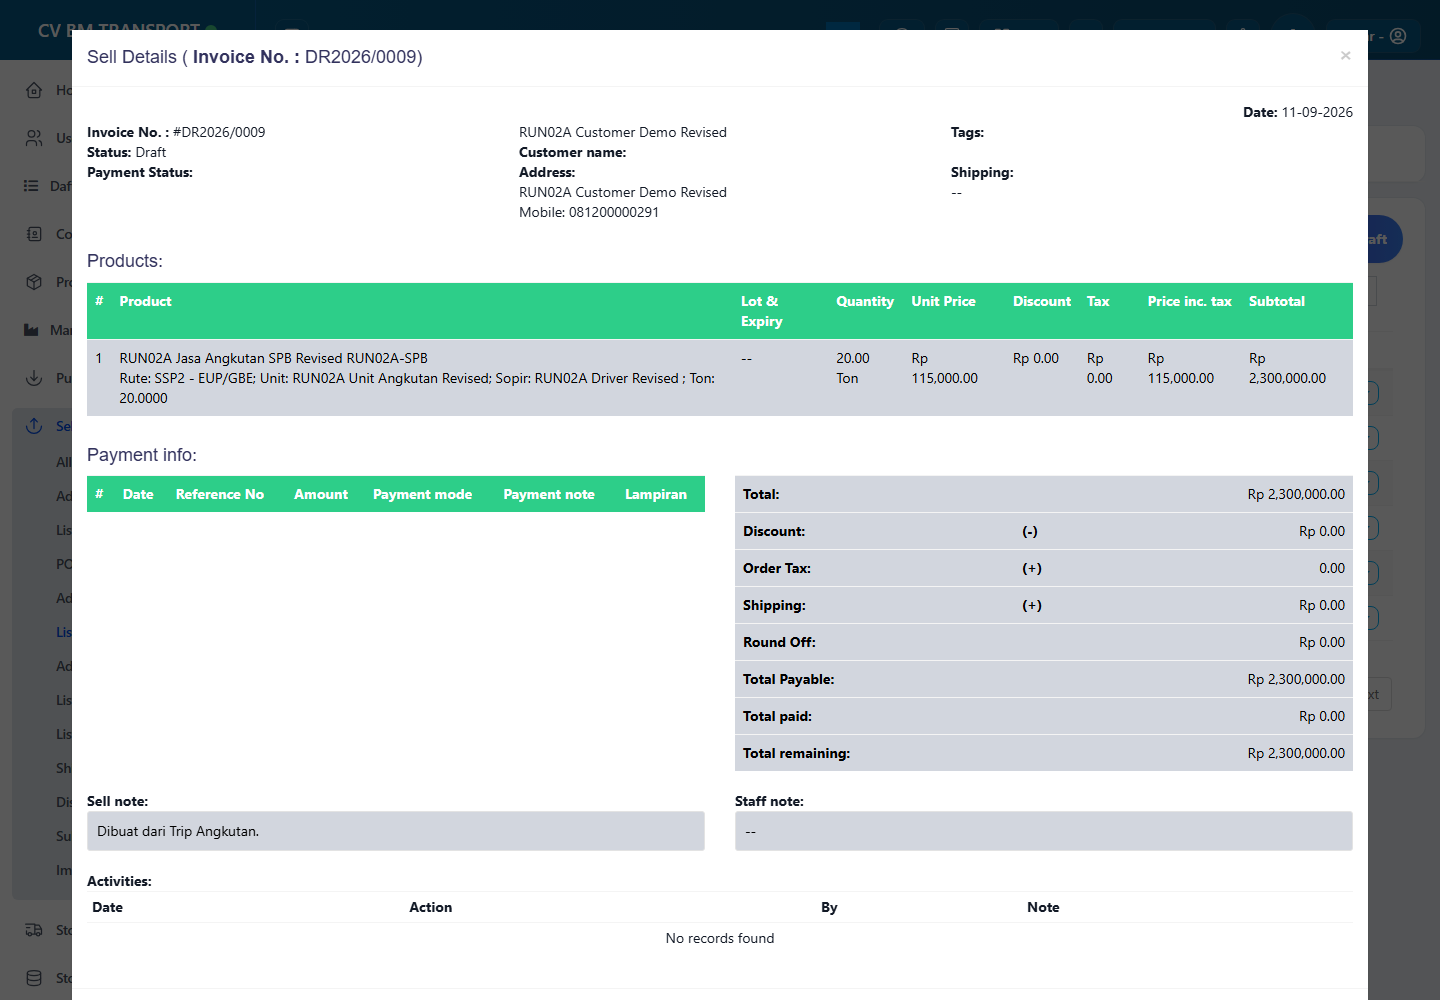 CV BM TRANSPORT
Sell Details ( Invoice No. : DR2026/0009)
×
Date: 11-09-2026
Invoice No. : #DR2026/0009
Status: Draft
Payment Status:
RUN02A Customer Demo Revised
Customer name:
Address:
RUN02A Customer Demo Revised
Mobile: 081200000291
Tags:
Shipping:
--
Products:
# Product Lot & Expiry Quantity Unit Price Discount Tax Price inc. tax Subtotal
1 RUN02A Jasa Angkutan SPB Revised RUN02A-SPB -- 20.00 Rp Rp 0.00 Rp Rp Rp
Rute: SSP2 - EUP/GBE; Unit: RUN02A Unit Angkutan Revised; Sopir: RUN02A Driver Revised ; Ton: Ton 115,000.00 0.00 115,000.00 2,300,000.00
20.0000
Payment info:
# Date Reference No Amount Payment mode Payment note Lampiran
Total: Rp 2,300,000.00
Discount: (-) Rp 0.00
Order Tax: (+) 0.00
Shipping: (+) Rp 0.00
Round Off: Rp 0.00
Total Payable: Rp 2,300,000.00
Total paid: Rp 0.00
Total remaining: Rp 2,300,000.00
Sell note:
Dibuat dari Trip Angkutan.
Staff note:
--
Activities:
Date Action By Note
No records found